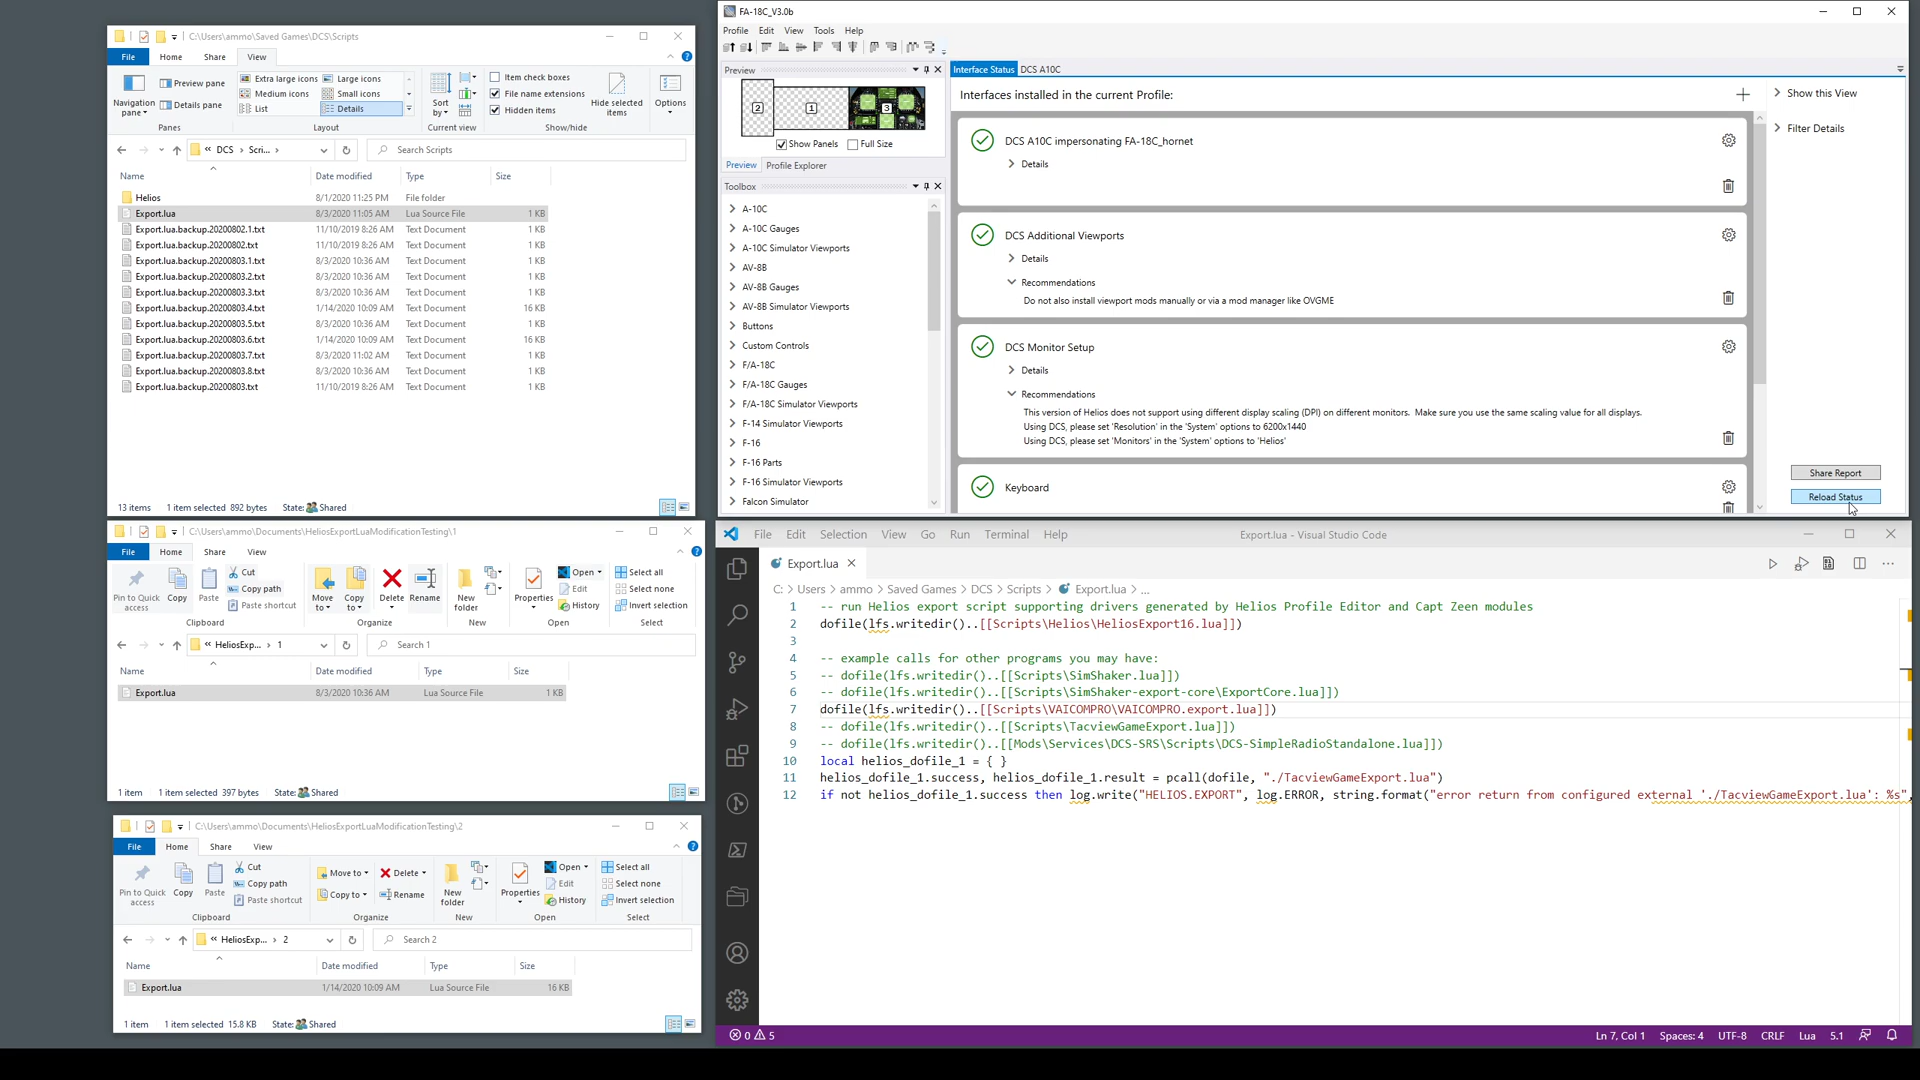 C:\Users\ammo\Saved Games\DCS\Scripts
File Home Share View
Navigation pane
Preview pane
Details pane
Panes
Extra large icons Large icons
Medium icons Small icons
List Details
Layout
Sort by
Current view
Item check boxes
File name extensions
Hidden items
Hide selected items
Show/hide
Options
« DCS › Scri... ›
Search Scripts
Name Date modified Type Size
Helios 8/1/2020 11:25 PM File folder
Export.lua 8/3/2020 11:05 AM Lua Source File 1 KB
Export.lua.backup.20200802.1.txt 11/10/2019 8:26 AM Text Document 1 KB
Export.lua.backup.20200802.txt 11/10/2019 8:26 AM Text Document 1 KB
Export.lua.backup.20200803.1.txt 8/3/2020 10:36 AM Text Document 1 KB
Export.lua.backup.20200803.2.txt 8/3/2020 10:36 AM Text Document 1 KB
Export.lua.backup.20200803.3.txt 8/3/2020 10:36 AM Text Document 1 KB
Export.lua.backup.20200803.4.txt 1/14/2020 10:09 AM Text Document 16 KB
Export.lua.backup.20200803.5.txt 8/3/2020 10:36 AM Text Document 1 KB
Export.lua.backup.20200803.6.txt 1/14/2020 10:09 AM Text Document 16 KB
Export.lua.backup.20200803.7.txt 8/3/2020 11:02 AM Text Document 1 KB
Export.lua.backup.20200803.8.txt 8/3/2020 10:36 AM Text Document 1 KB
Export.lua.backup.20200803.txt 11/10/2019 8:26 AM Text Document 1 KB
13 items 1 item selected 892 bytes State: Shared
C:\Users\ammo\Documents\HeliosExportLuaModificationTesting\1
File Home Share View
Pin to Quick access
Copy
Paste
Cut
Copy path
Paste shortcut
Clipboard
Move to
Copy to
Delete
Rename
Organize
New folder
New
Properties
Open
Edit
History
Open
Select all
Select none
Invert selection
Select
« HeliosExp... › 1
Search 1
Name Date modified Type Size
Export.lua 8/3/2020 10:36 AM Lua Source File 1 KB
1 item 1 item selected 397 bytes State: Shared
C:\Users\ammo\Documents\HeliosExportLuaModificationTesting\2
File Home Share View
Pin to Quick access
Copy
Paste
Cut
Copy path
Paste shortcut
Clipboard
Move to Delete
Copy to Rename
Organize
New folder
New
Properties
Open
Edit
History
Open
Select all
Select none
Invert selection
Select
« HeliosExp... › 2
Search 2
Name Date modified Type Size
Export.lua 1/14/2020 10:09 AM Lua Source File 16 KB
1 item 1 item selected 15.8 KB State: Shared
FA-18C_V3.0b
Profile Edit View Tools Help
Preview
2 1 3
Show Panels Full Size
Preview Profile Explorer
Toolbox
A-10C
A-10C Gauges
A-10C Simulator Viewports
AV-8B
AV-8B Gauges
AV-8B Simulator Viewports
Buttons
Custom Controls
F/A-18C
F/A-18C Gauges
F/A-18C Simulator Viewports
F-14 Simulator Viewports
F-16
F-16 Parts
F-16 Simulator Viewports
Falcon Simulator
Interface Status DCS A10C
Interfaces installed in the current Profile:
DCS A10C impersonating FA-18C_hornet
Details
DCS Additional Viewports
Details
Recommendations
Do not also install viewport mods manually or via a mod manager like OVGME
DCS Monitor Setup
Details
Recommendations
This version of Helios does not support using different display scaling (DPI) on different monitors. Make sure you use the same scaling value for all displays.
Using DCS, please set 'Resolution' in the 'System' options to 6200x1440
Using DCS, please set 'Monitors' in the 'System' options to 'Helios'
Keyboard
Show this View
Filter Details
Share Report
Reload Status
File Edit Selection View Go Run Terminal Help Export.lua - Visual Studio Code
Export.lua
C: › Users › ammo › Saved Games › DCS › Scripts › Export.lua › ...
1 -- run Helios export script supporting drivers generated by Helios Profile Editor and Capt Zeen modules
2 dofile(lfs.writedir()..[[Scripts\Helios\HeliosExport16.lua]])
3
4 -- example calls for other programs you may have:
5 -- dofile(lfs.writedir()..[[Scripts\SimShaker.lua]])
6 -- dofile(lfs.writedir()..[[Scripts\SimShaker-export-core\ExportCore.lua]])
7 dofile(lfs.writedir()..[[Scripts\VAICOMPRO\VAICOMPRO.export.lua]])
8 -- dofile(lfs.writedir()..[[Scripts\TacviewGameExport.lua]])
9 -- dofile(lfs.writedir()..[[Mods\Services\DCS-SRS\Scripts\DCS-SimpleRadioStandalone.lua]])
10 local helios_dofile_1 = { }
11 helios_dofile_1.success, helios_dofile_1.result = pcall(dofile, "./TacviewGameExport.lua")
12 if not helios_dofile_1.success then log.write("HELIOS.EXPORT", log.ERROR, string.format("error return from configured external './TacviewGameExport.lua': %s",
0 5 Ln 7, Col 1 Spaces: 4 UTF-8 CRLF Lua 5.1